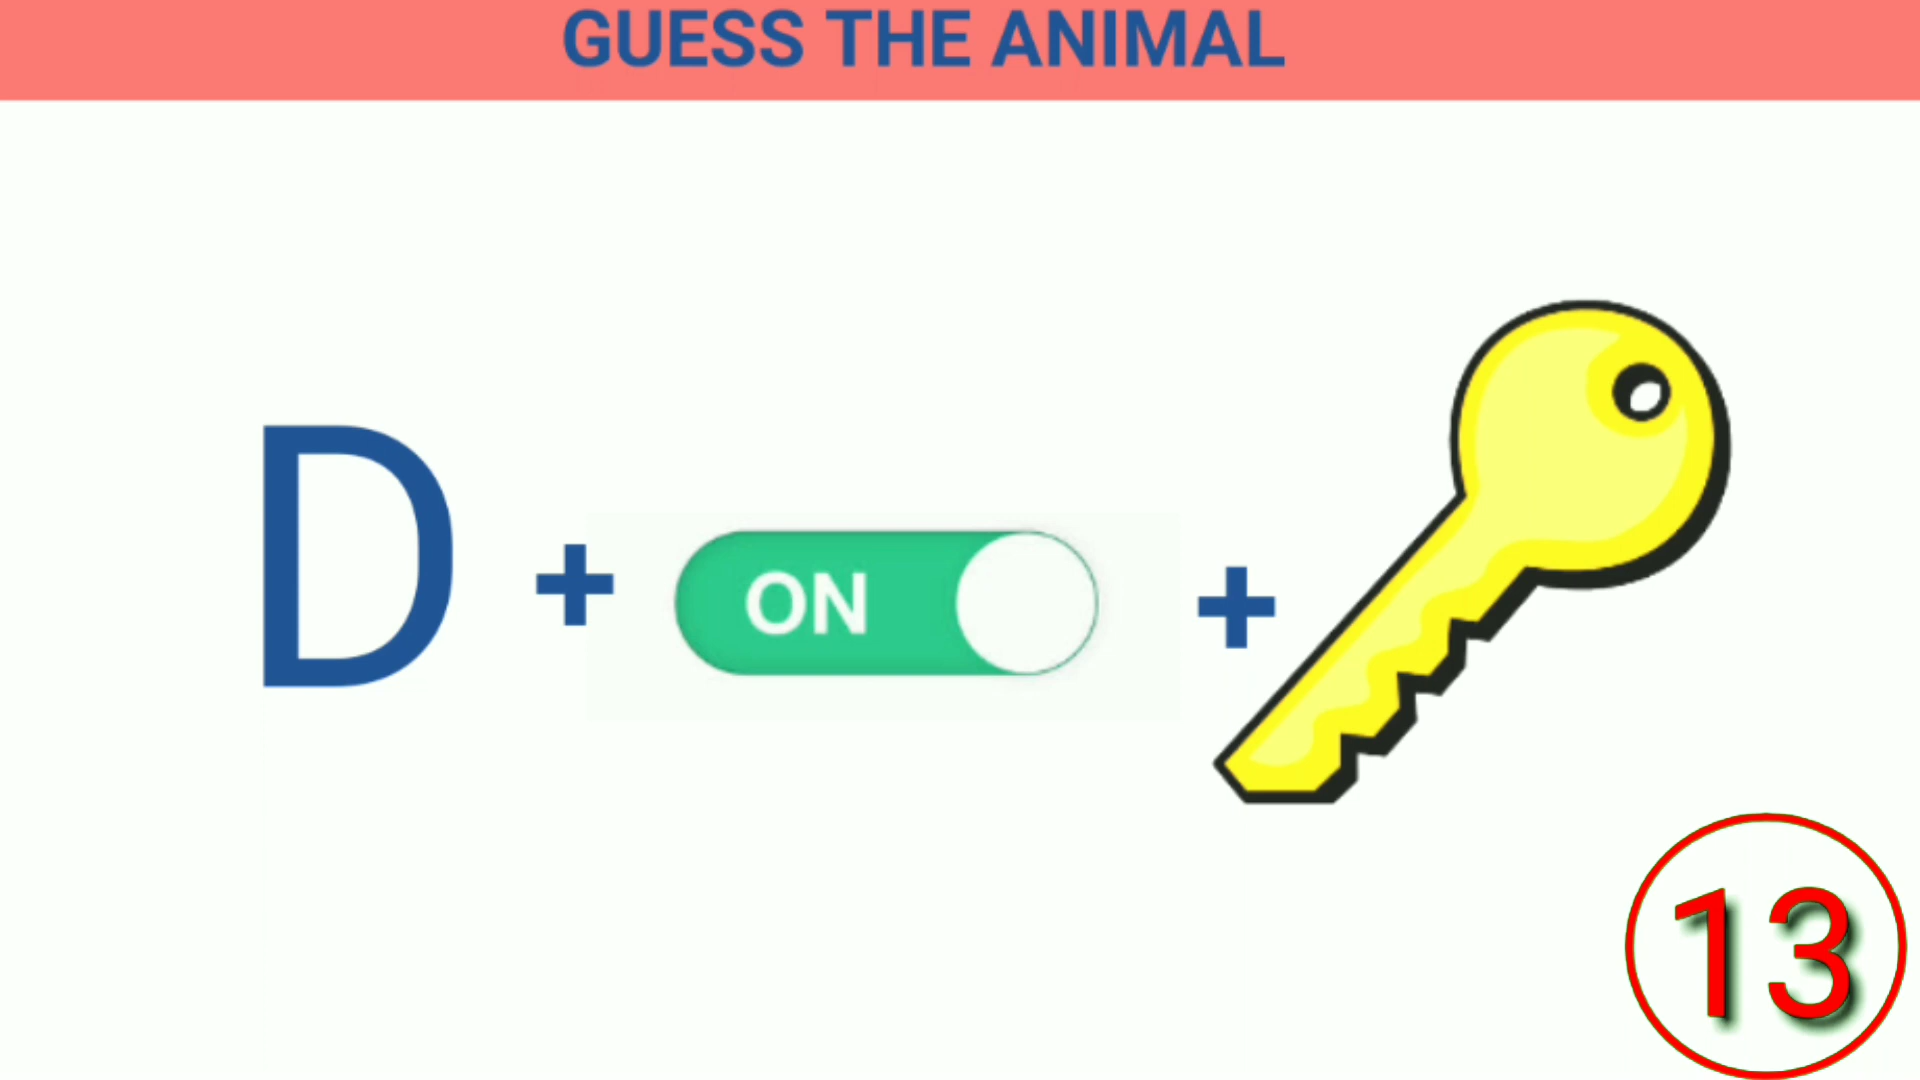 GUESS THE ANIMAL
D + ON +
13